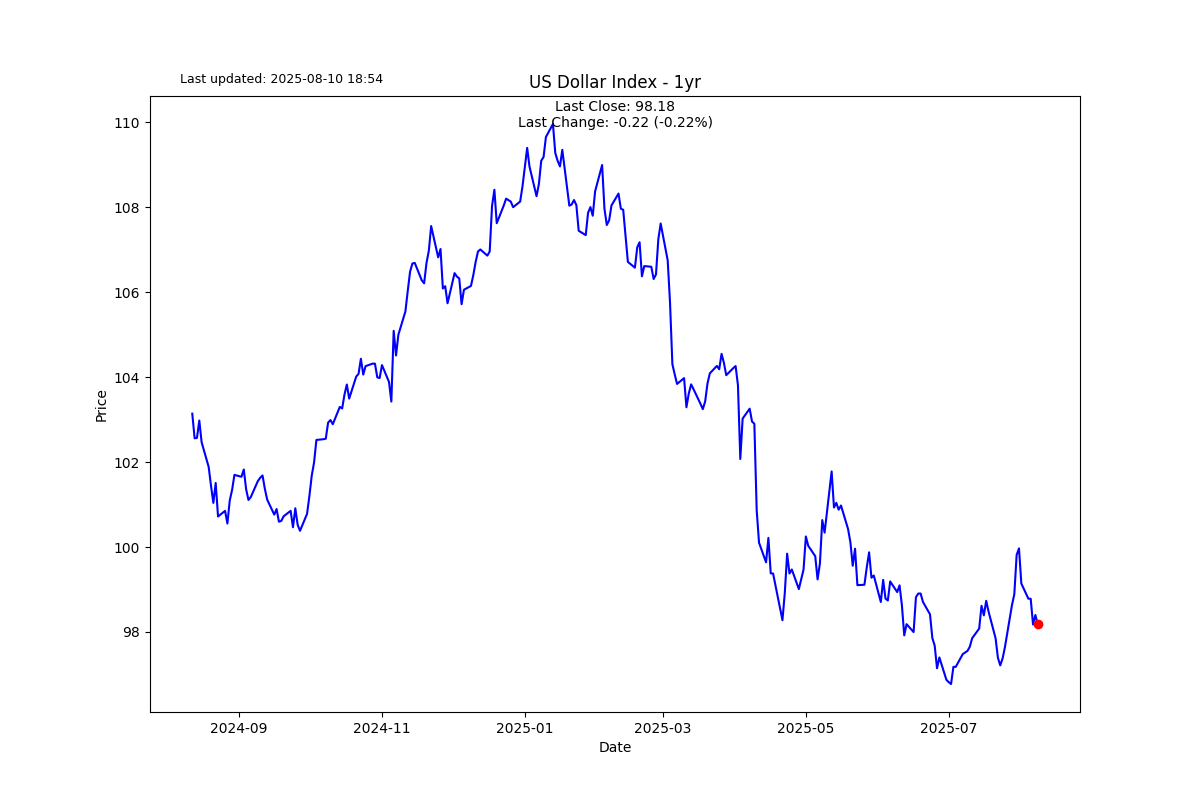 Last updated: 2025-08-10 18:54
US Dollar Index - 1yr
Last Close: 98.18
Last Change: -0.22 (-0.22%)
110
108
106
104
102
100
98
Price
2024-09 2024-11 2025-01 2025-03 2025-05 2025-07
Date